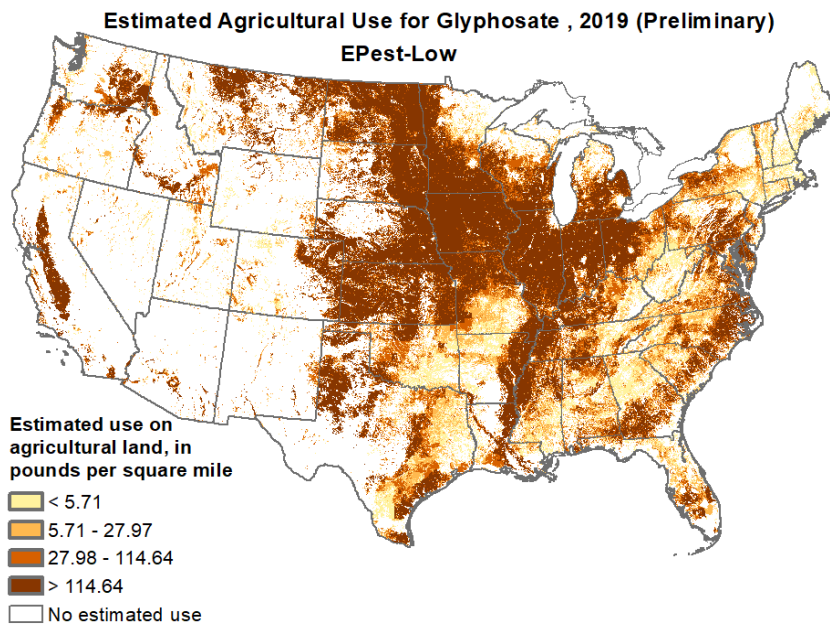 Estimated Agricultural Use for Glyphosate , 2019 (Preliminary)
EPest-Low
Estimated use on
agricultural land, in
pounds per square mile
< 5.71
5.71 - 27.97
27.98 - 114.64
> 114.64
No estimated use